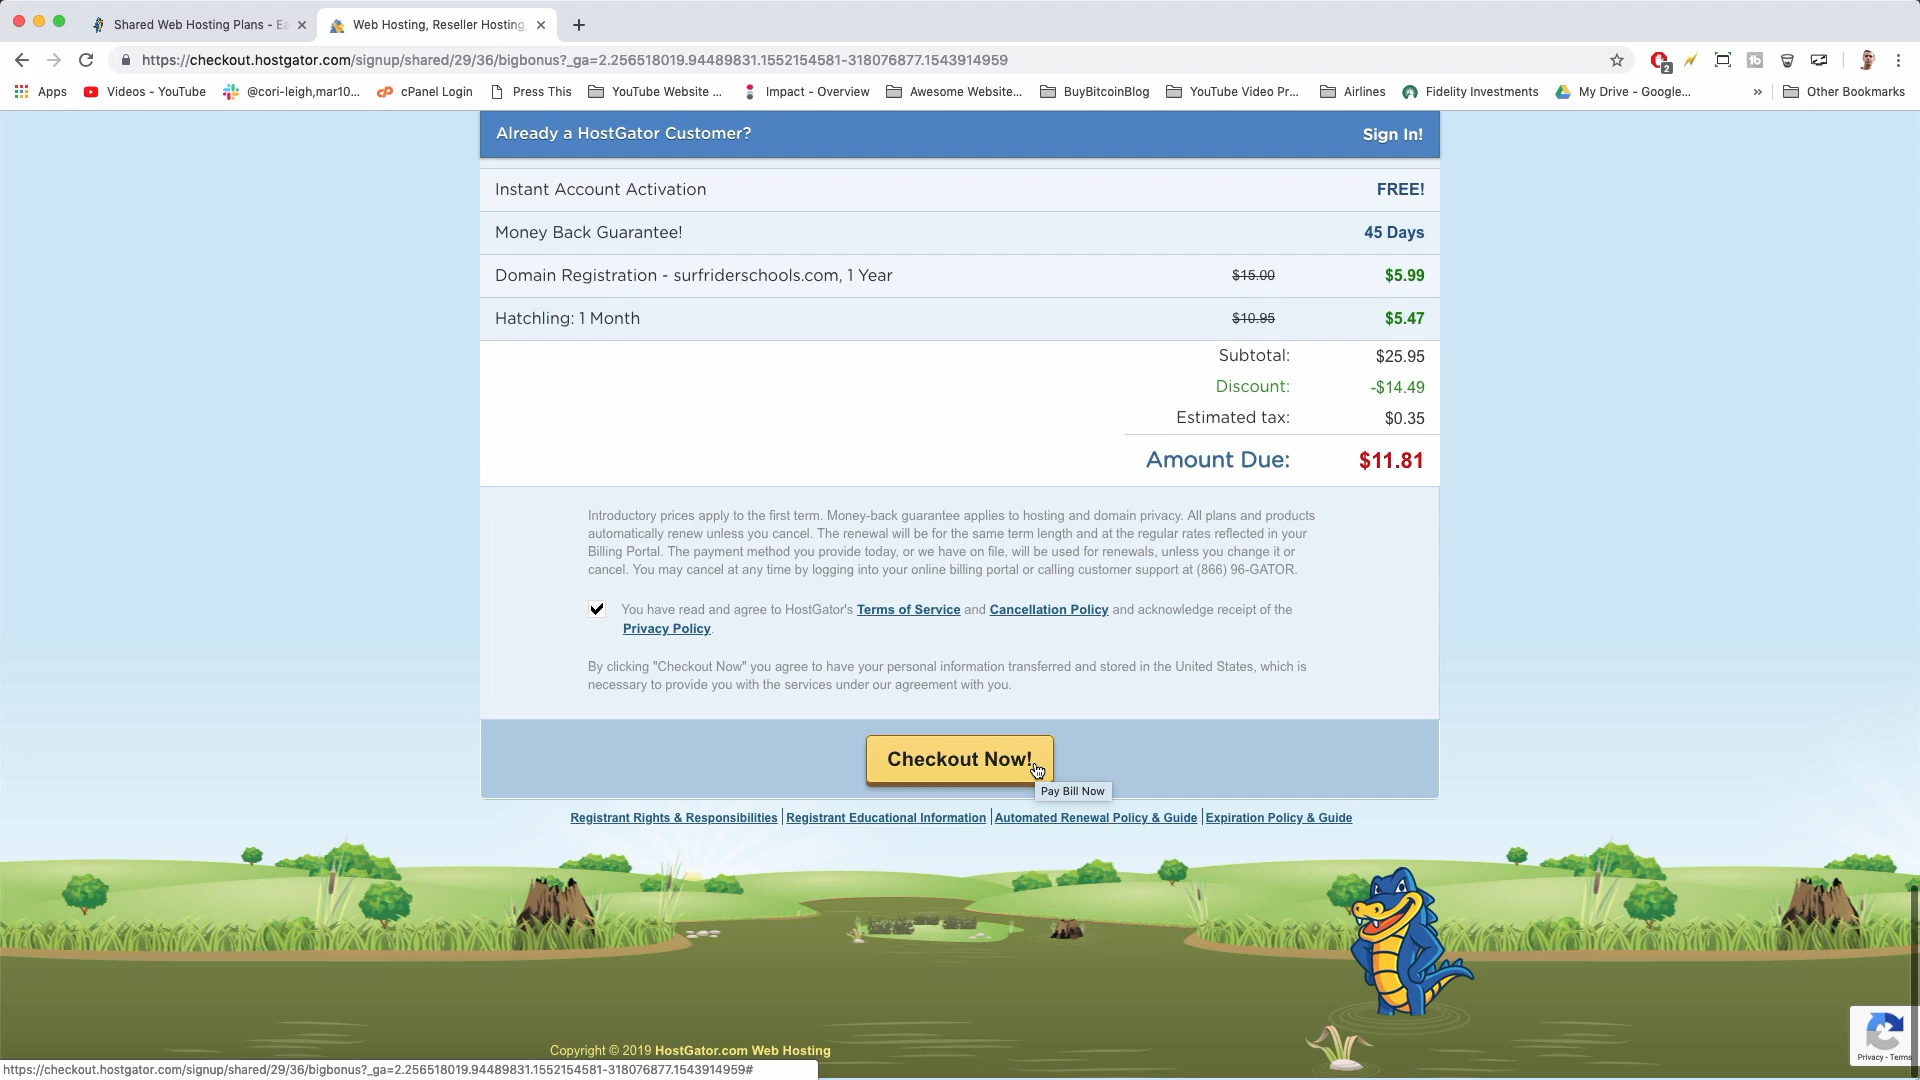 Shared Web Hosting Plans - Ea
Web Hosting, Reseller Hosting,
https://checkout.hostgator.com/signup/shared/29/36/bigbonus?_ga=2.256518019.94489831.1552154581-318076877.1543914959
2
Apps
Videos - YouTube
@cori-leigh,mar10...
cPanel Login
Press This
YouTube Website ...
Impact - Overview
Awesome Website...
BuyBitcoinBlog
YouTube Video Pr...
Airlines
Fidelity Investments
My Drive - Google...
»
Other Bookmarks
Already a HostGator Customer? Sign In!
Instant Account Activation FREE!
Money Back Guarantee! 45 Days
Domain Registration - surfriderschools.com, 1 Year $15.00 $5.99
Hatchling: 1 Month $10.95 $5.47
Subtotal: $25.95
Discount: -$14.49
Estimated tax: $0.35
Amount Due: $11.81
Introductory prices apply to the first term. Money-back guarantee applies to hosting and domain privacy. All plans and products
automatically renew unless you cancel. The renewal will be for the same term length and at the regular rates reflected in your
Billing Portal. The payment method you provide today, or we have on file, will be used for renewals, unless you change it or
cancel. You may cancel at any time by logging into your online billing portal or calling customer support at (866) 96-GATOR.
You have read and agree to HostGator's Terms of Service and Cancellation Policy and acknowledge receipt of the
Privacy Policy.
By clicking "Checkout Now" you agree to have your personal information transferred and stored in the United States, which is
necessary to provide you with the services under our agreement with you.
Checkout Now!
Pay Bill Now
Registrant Rights & Responsibilities | Registrant Educational Information | Automated Renewal Policy & Guide | Expiration Policy & Guide
Copyright © 2019 HostGator.com Web Hosting
Privacy - Terms
https://checkout.hostgator.com/signup/shared/29/36/bigbonus?_ga=2.256518019.94489831.1552154581-318076877.1543914959#